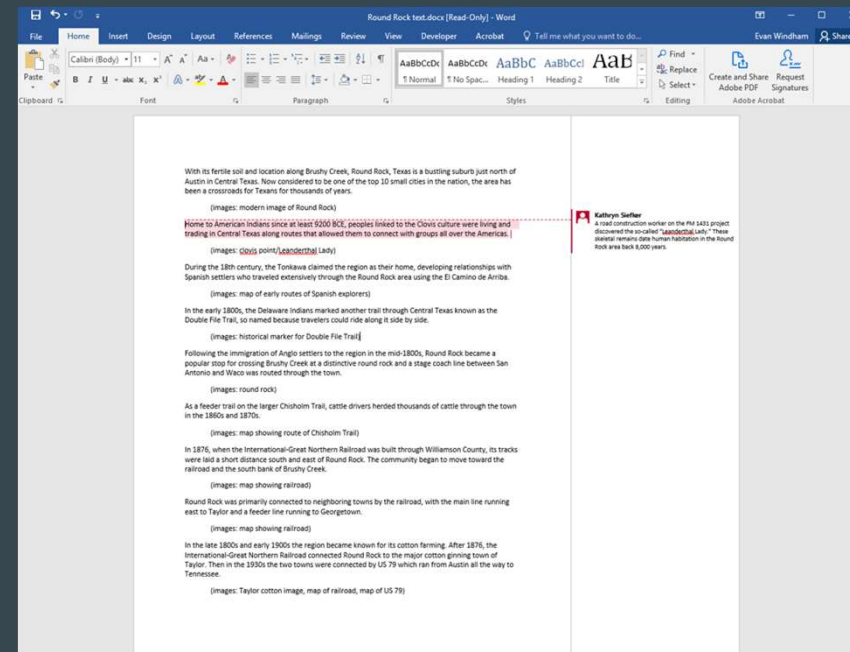 Round Rock text.docx [Read-Only] - Word
File Home Insert Design Layout References Mailings Review View Developer Acrobat Tell me what you want to do... Evan Windham Share
Paste
Calibri (Body) 11
B I U abc
Clipboard Font Paragraph
AaBbCcDc AaBbCcDc AaBbC AaBbCcl AaB
¶ Normal ¶ No Spac... Heading 1 Heading 2 Title
Styles
Find
Replace
Select
Editing
Create and Share Adobe PDF
Request Signatures
Adobe Acrobat
With its fertile soil and location along Brushy Creek, Round Rock, Texas is a bustling suburb just north of
Austin in Central Texas. Now considered to be one of the top 10 small cities in the nation, the area has
been a crossroads for Texans for thousands of years.
(images: modern image of Round Rock)
Home to American Indians since at least 9200 BCE, peoples linked to the Clovis culture were living and
trading in Central Texas along routes that allowed them to connect with groups all over the Americas.
(images: clovis point/Leanderthal Lady)
During the 18th century, the Tonkawa claimed the region as their home, developing relationships with
Spanish settlers who traveled extensively through the Round Rock area using the El Camino de Arriba.
(images: map of early routes of Spanish explorers)
In the early 1800s, the Delaware Indians marked another trail through Central Texas known as the
Double File Trail, so named because travelers could ride along it side by side.
(images: historical marker for Double File Trail)
Following the immigration of Anglo settlers to the region in the mid-1800s, Round Rock became a
popular stop for crossing Brushy Creek at a distinctive round rock and a stage coach line between San
Antonio and Waco was routed through the town.
(images: round rock)
As a feeder trail on the larger Chisholm Trail, cattle drivers herded thousands of cattle through the town
in the 1860s and 1870s.
(images: map showing route of Chisholm Trail)
In 1876, when the International-Great Northern Railroad was built through Williamson County, its tracks
were laid a short distance south and east of Round Rock. The community began to move toward the
railroad and the south bank of Brushy Creek.
(images: map showing railroad)
Round Rock was primarily connected to neighboring towns by the railroad, with the main line running
east to Taylor and a feeder line running to Georgetown.
(images: map showing railroad)
In the late 1800s and early 1900s the region became known for its cotton farming. After 1876, the
International-Great Northern Railroad connected Round Rock to the major cotton ginning town of
Taylor. Then in the 1930s the two towns were connected by US 79 which ran from Austin all the way to
Tennessee.
(images: Taylor cotton image, map of railroad, map of US 79)
Kathryn Siefker
A road construction worker on the FM 1431 project
discovered the so-called "Leanderthal Lady." These
skeletal remains date human habitation in the Round
Rock area back 8,000 years.